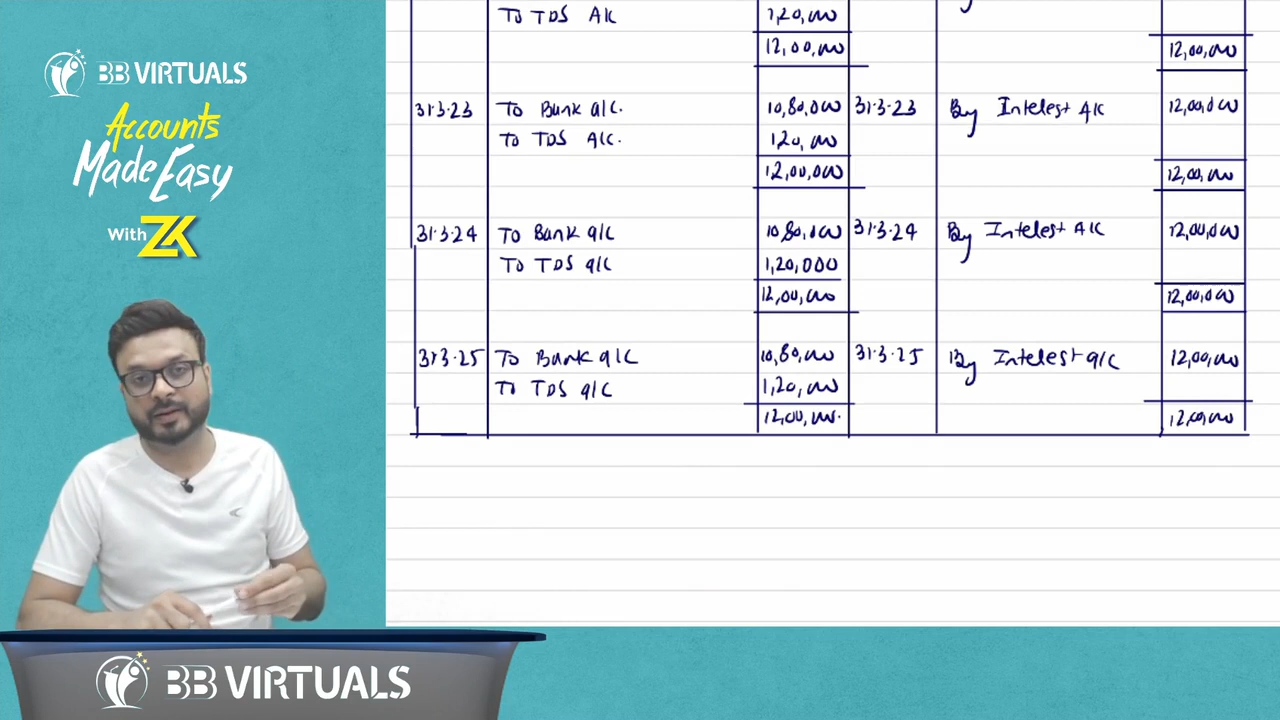 BB VIRTUALS
Accounts
Made Easy
With ZK
To TDS A/c 1,20,000
12,00,000 12,00,000
31.3.23 To Bank a/c. 10,80,000 31.3.23 By Interest A/c 12,00,000
To TDS A/c. 120,000
12,00,000 12,00,000
31.3.24 To Bank a/c 10,80,000 31.3.24 By Interest A/c 12,00,000
To TDS a/c 1,20,000
12,00,000 12,00,000
31.3.25 To Bank a/c 10,80,000 31.3.25 By Interest a/c 12,00,000
To TDS a/c 1,20,000
12,00,000. 12,00,000
BB VIRTUALS